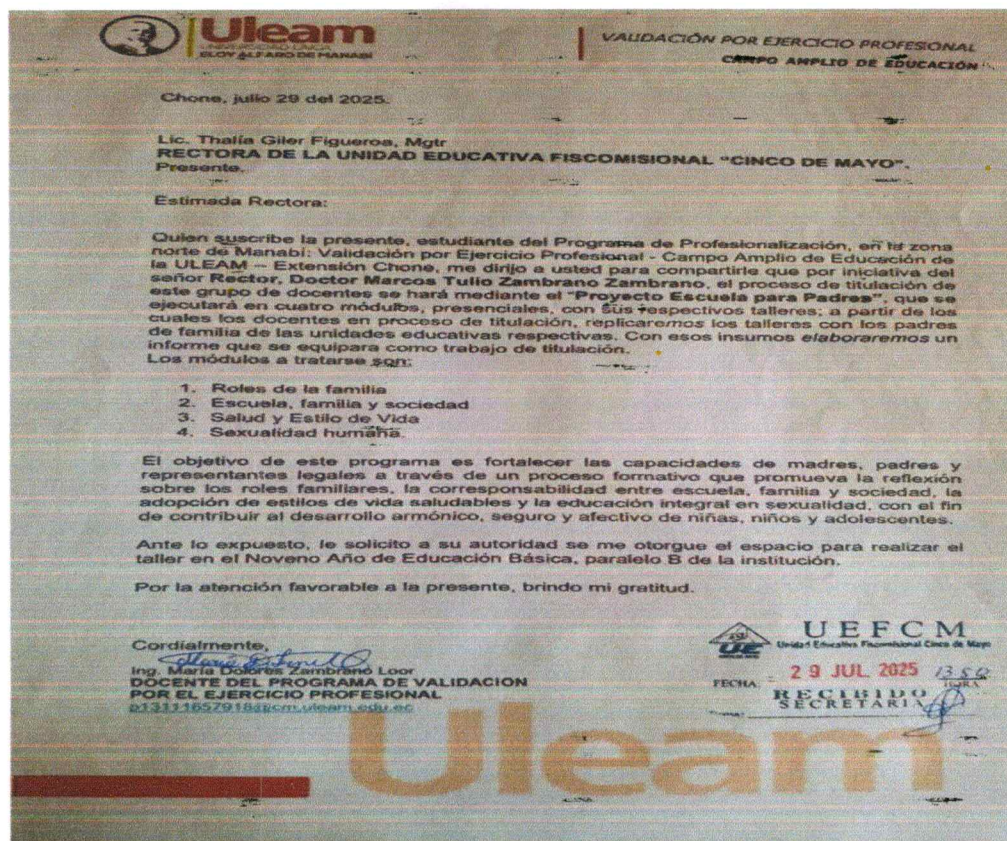 Uleam
UNIVERSIDAD LAICA
ELOY ALFARO DE MANABÍ
VALIDACIÓN POR EJERCICIO PROFESIONAL
CAMPO AMPLIO DE EDUCACIÓN
Chone, julio 29 del 2025.
Lic. Thalía Giler Figueroa, Mgtr
RECTORA DE LA UNIDAD EDUCATIVA FISCOMISIONAL “CINCO DE MAYO”.
Presente.
Estimada Rectora:
Quien suscribe la presente, estudiante del Programa de Profesionalización, en la zona
norte de Manabí: Validación por Ejercicio Profesional - Campo Amplio de Educación de
la ULEAM – Extensión Chone, me dirijo a usted para compartirle que por iniciativa del
señor Rector, Doctor Marcos Tulio Zambrano Zambrano, el proceso de titulación de
este grupo de docentes se hará mediante el “Proyecto Escuela para Padres”, que se
ejecutará en cuatro módulos, presenciales, con sus respectivos talleres; a partir de los
cuales los docentes en proceso de titulación, replicaremos los talleres con los padres
de familia de las unidades educativas respectivas. Con esos insumos elaboraremos un
informe que se equipara como trabajo de titulación.
Los módulos a tratarse son:
1. Roles de la familia
2. Escuela, familia y sociedad
3. Salud y Estilo de Vida
4. Sexualidad humana.
El objetivo de este programa es fortalecer las capacidades de madres, padres y
representantes legales a través de un proceso formativo que promueva la reflexión
sobre los roles familiares, la corresponsabilidad entre escuela, familia y sociedad, la
adopción de estilos de vida saludables y la educación integral en sexualidad, con el fin
de contribuir al desarrollo armónico, seguro y afectivo de niñas, niños y adolescentes.
Ante lo expuesto, le solicito a su autoridad se me otorgue el espacio para realizar el
taller en el Noveno Año de Educación Básica, paralelo B de la institución.
Por la atención favorable a la presente, brindo mi gratitud.
Cordialmente,
Ing. María Dolores Zambrano Loor
DOCENTE DEL PROGRAMA DE VALIDACION
POR EL EJERCICIO PROFESIONAL
p1311165791@cm.uleam.edu.ec
UE
UEFCM
Unidad Educativa Fiscomisional Cinco de Mayo
FECHA 29 JUL 2025 HORA
RECIBIDO
SECRETARIA
Uleam